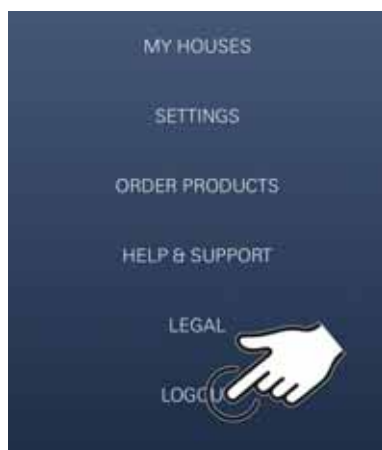 MY HOUSES
SETTINGS
ORDER PRODUCTS
HELP & SUPPORT
LEGAL